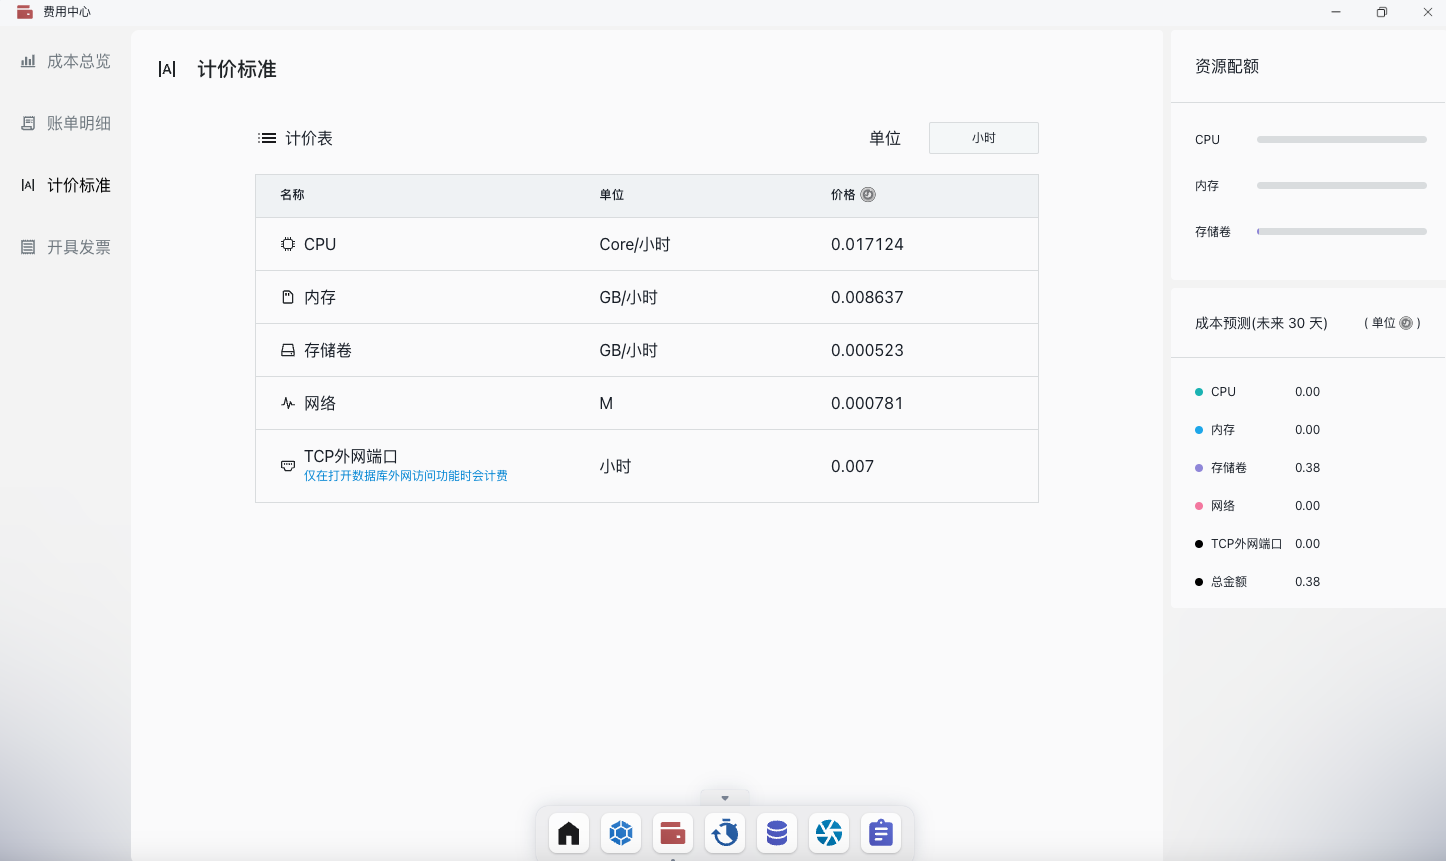 费用中心
成本总览
账单明细
计价标准
开具发票
|A| 计价标准
计价表
单位 小时
名称 单位 价格
CPU Core/小时 0.017124
内存 GB/小时 0.008637
存储卷 GB/小时 0.000523
网络 M 0.000781
TCP外网端口 小时 0.007
仅在打开数据库外网访问功能时会计费
资源配额
CPU
内存
存储卷
成本预测(未来 30 天) ( 单位 )
CPU 0.00
内存 0.00
存储卷 0.38
网络 0.00
TCP外网端口 0.00
总金额 0.38